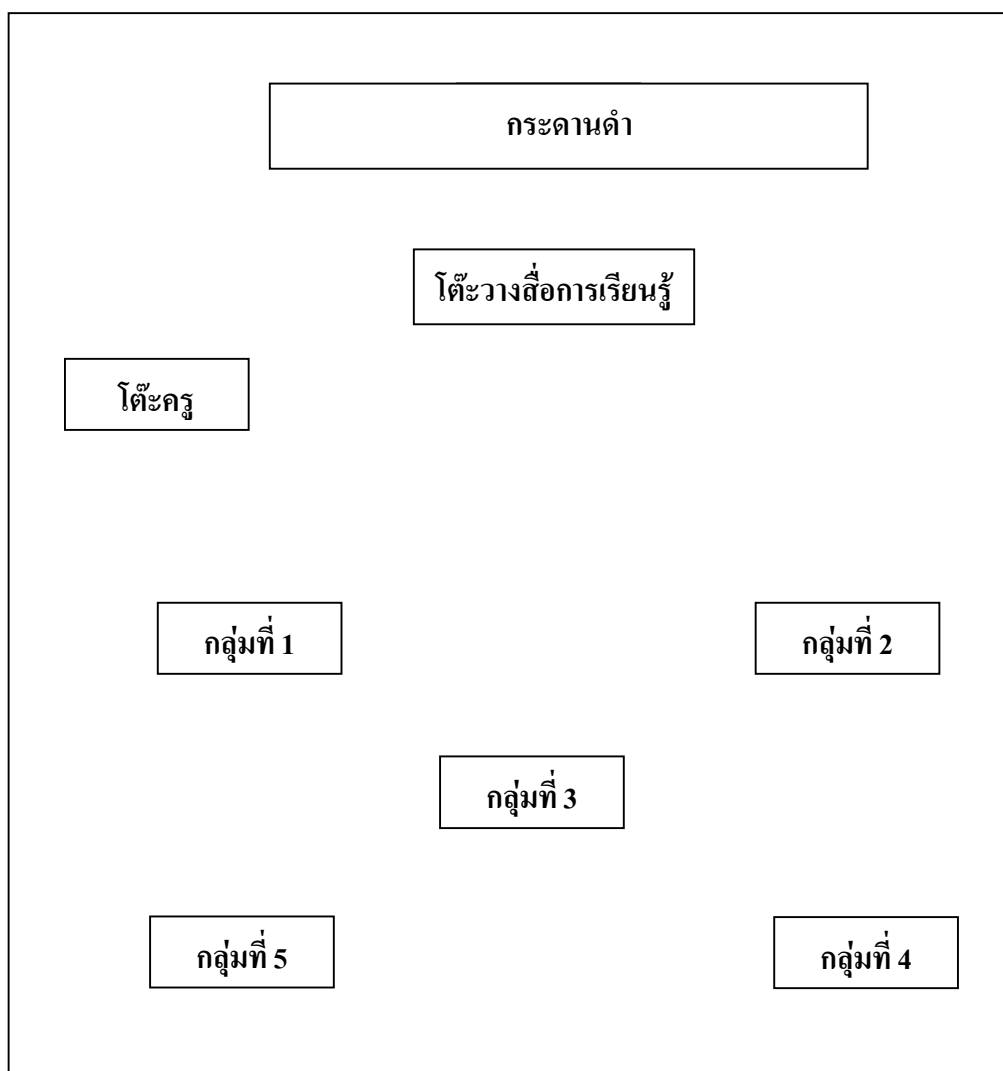 กระดานดำ
โต๊ะวางสื่อการเรียนรู้
โต๊ะครู
กลุ่มที่ 1
กลุ่มที่ 2
กลุ่มที่ 3
กลุ่มที่ 5
กลุ่มที่ 4